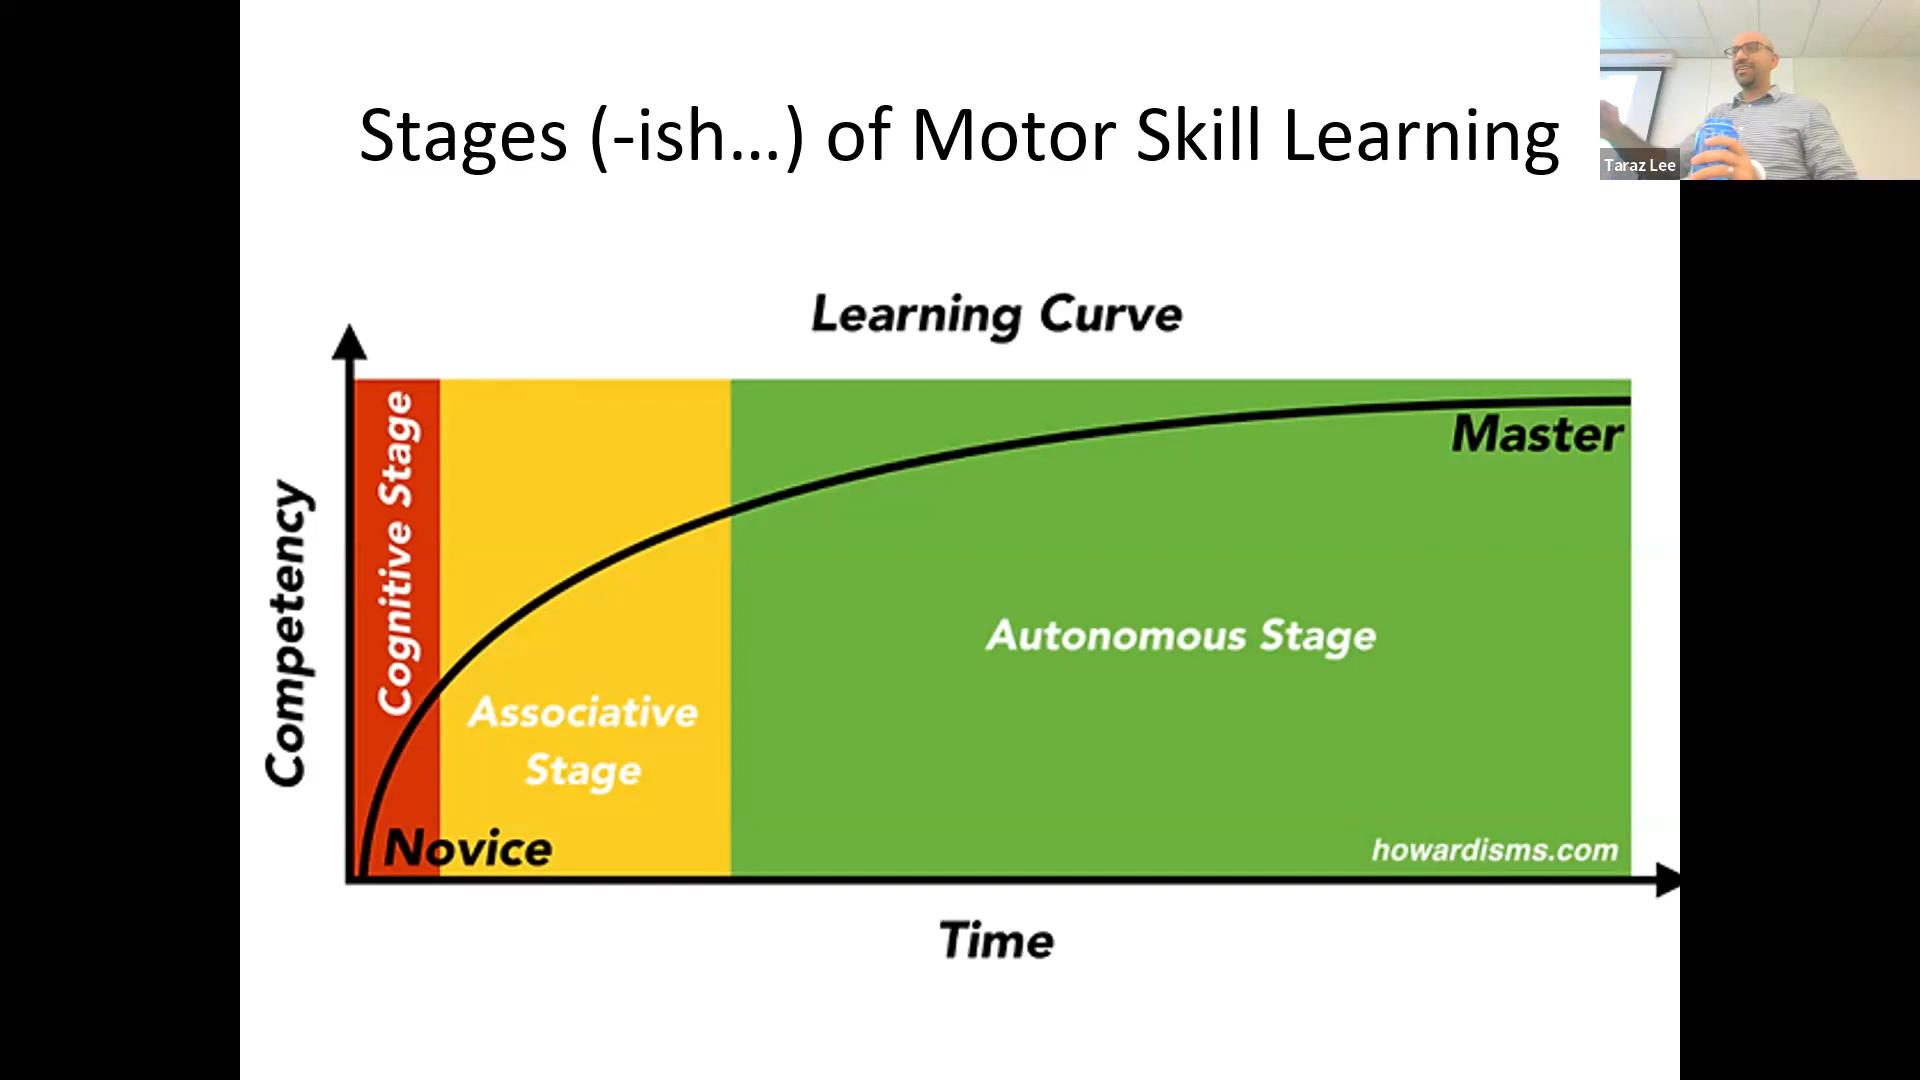 Stages (-ish...) of Motor Skill Learning
Taraz Lee
Learning Curve
Competency
Cognitive Stage
Master
Autonomous Stage
Associative
Stage
Novice
howardisms.com
Time